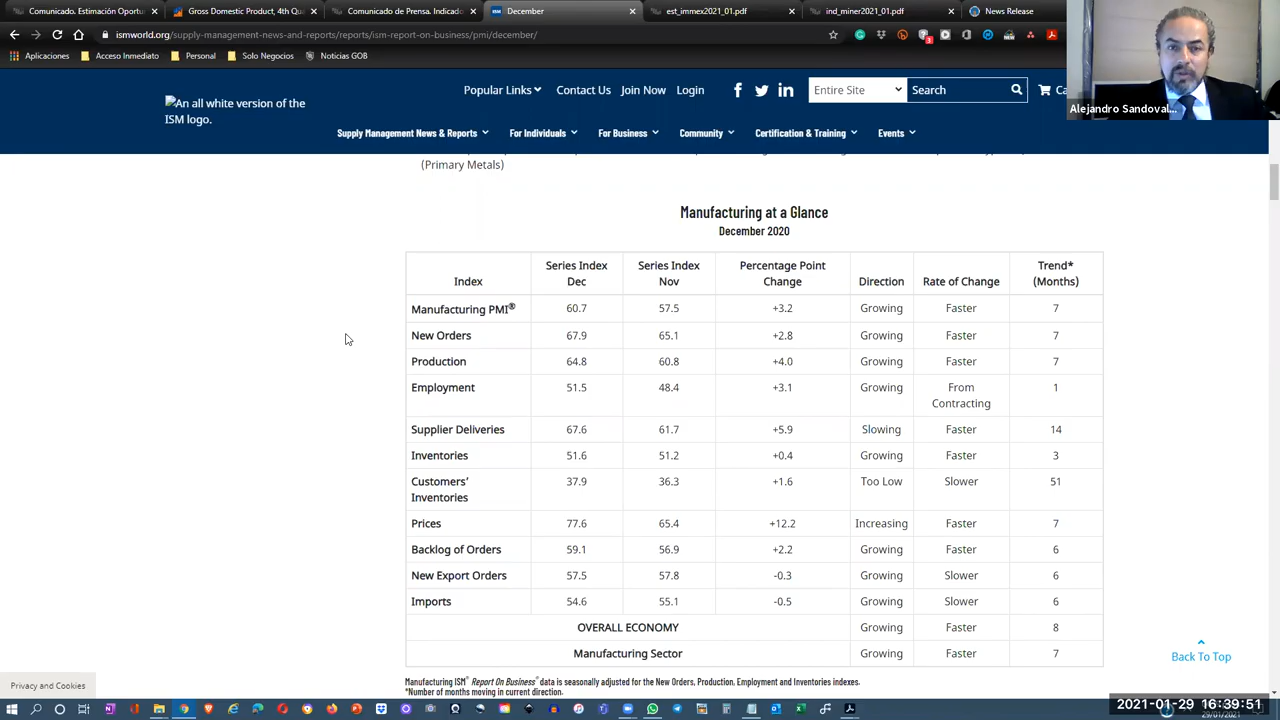 Comunicado. Estimación Oportu
Gross Domestic Product, 4th Qua
Comunicado de Prensa. Indicado
December
est_immex2021_01.pdf
ind_miner2021_01.pdf
News Release
ismworld.org/supply-management-news-and-reports/reports/ism-report-on-business/pmi/december/
Aplicaciones Acceso Inmediato Personal Solo Negocios Noticias GOB
Alejandro Sandoval...
An all white version of the
ISM logo.
Popular Links Contact Us Join Now Login Entire Site Search Ca
Supply Management News & Reports For Individuals For Business Community Certification & Training Events
(Primary Metals)
Manufacturing at a Glance
December 2020
Index Series Index Dec Series Index Nov Percentage Point Change Direction Rate of Change Trend* (Months)
Manufacturing PMI® 60.7 57.5 +3.2 Growing Faster 7
New Orders 67.9 65.1 +2.8 Growing Faster 7
Production 64.8 60.8 +4.0 Growing Faster 7
Employment 51.5 48.4 +3.1 Growing From Contracting 1
Supplier Deliveries 67.6 61.7 +5.9 Slowing Faster 14
Inventories 51.6 51.2 +0.4 Growing Faster 3
Customers' Inventories 37.9 36.3 +1.6 Too Low Slower 51
Prices 77.6 65.4 +12.2 Increasing Faster 7
Backlog of Orders 59.1 56.9 +2.2 Growing Faster 6
New Export Orders 57.5 57.8 -0.3 Growing Slower 6
Imports 54.6 55.1 -0.5 Growing Slower 6
OVERALL ECONOMY Growing Faster 8
Manufacturing Sector Growing Faster 7
Manufacturing ISM® Report On Business® data is seasonally adjusted for the New Orders, Production, Employment and Inventories indexes.
*Number of months moving in current direction.
Back To Top
Privacy and Cookies
2021-01-29 16:39:51
29/01/2021